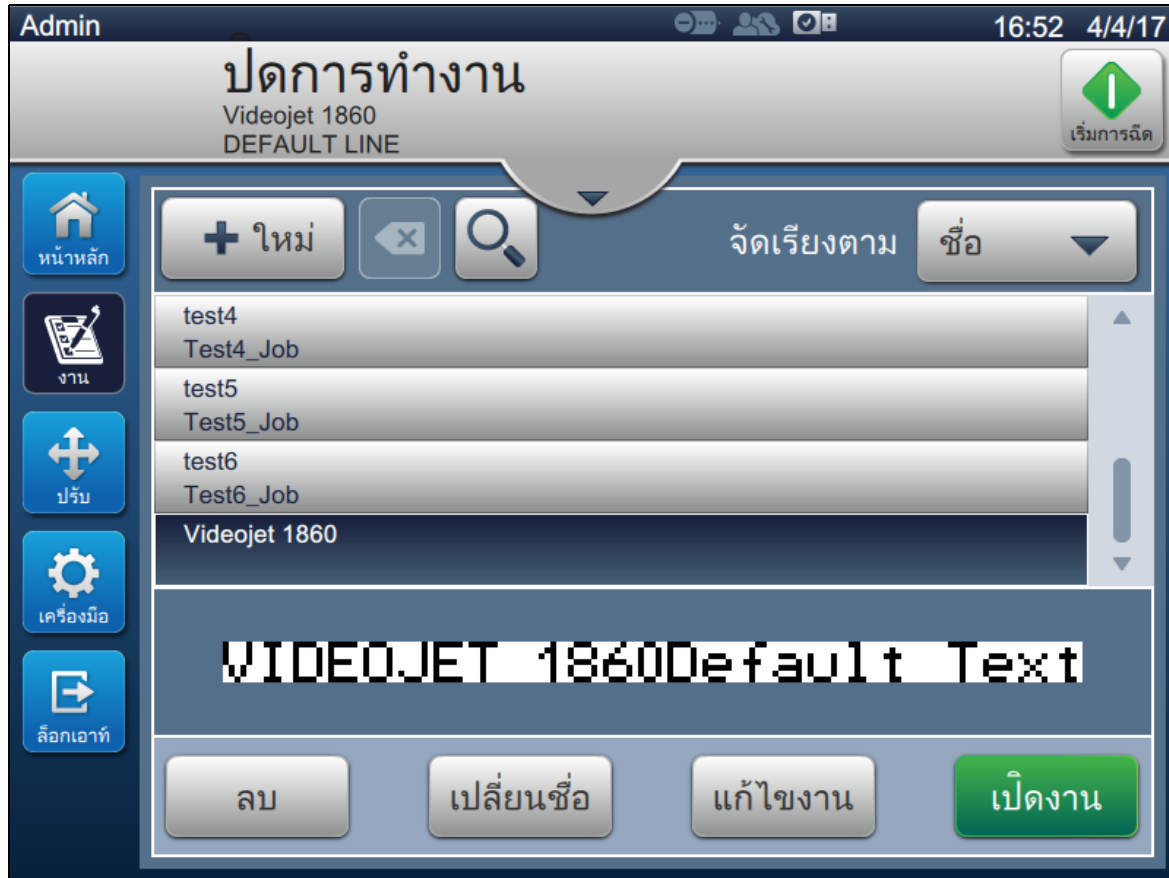 Admin
16:52 4/4/17
ปิดการทำงาน
Videojet 1860
DEFAULT LINE
เริ่มการฉีด
หน้าหลัก
งาน
ปรับ
เครื่องมือ
ล็อกเอาท์
ใหม่
จัดเรียงตาม
ชื่อ
test4
Test4_Job
test5
Test5_Job
test6
Test6_Job
Videojet 1860
VIDEOJET 1860Default Text
ลบ
เปลี่ยนชื่อ
แก้ไขงาน
เปิดงาน